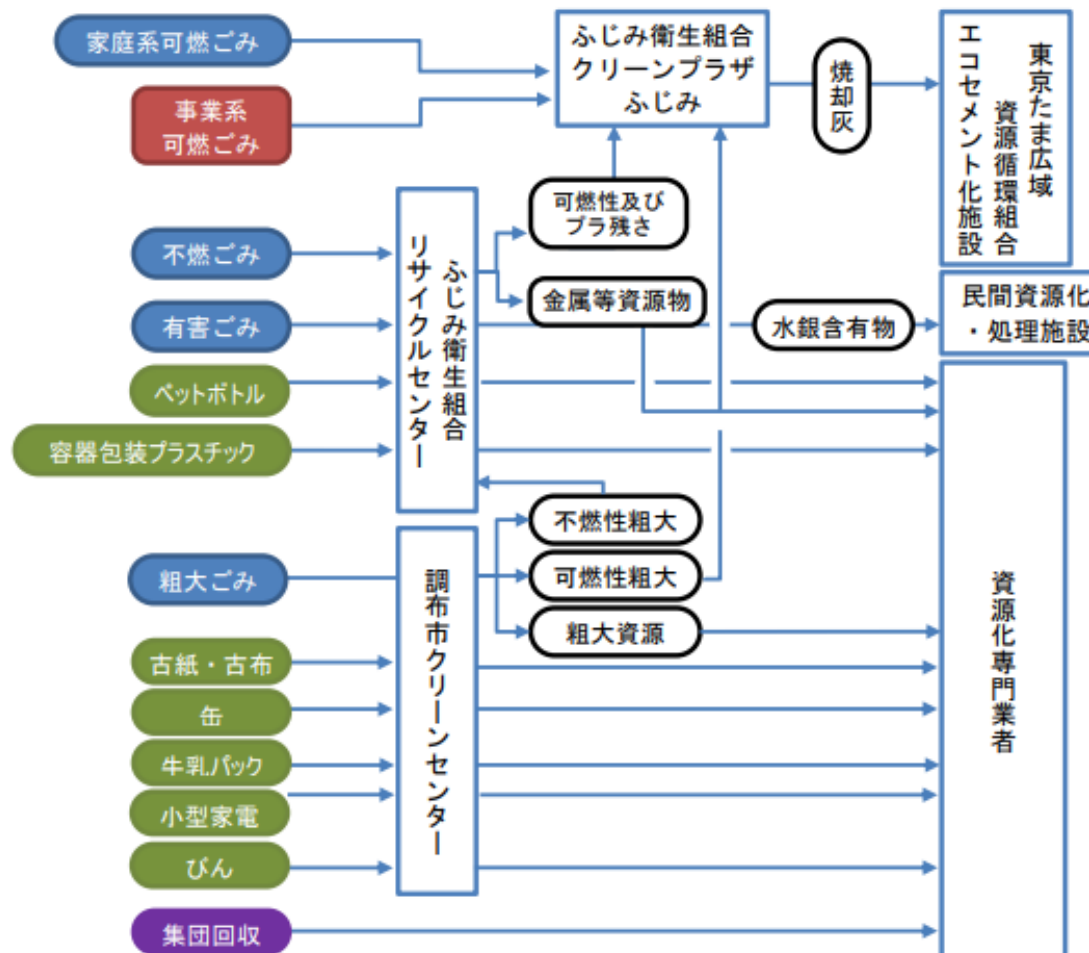 家庭系可燃ごみ
事業系
可燃ごみ
ふじみ衛生組合
クリーンプラザ
ふじみ
焼却灰
東京たま広域
資源循環組合
エコセメント化施設
可燃性及び
プラ残さ
不燃ごみ
ふじみ衛生組合
リサイクルセンター
金属等資源物
有害ごみ
水銀含有物
民間資源化
・処理施設
ペットボトル
容器包装プラスチック
不燃性粗大
粗大ごみ
調布市クリーンセンター
可燃性粗大
粗大資源
資源化専門業者
古紙・古布
缶
牛乳パック
小型家電
びん
集団回収